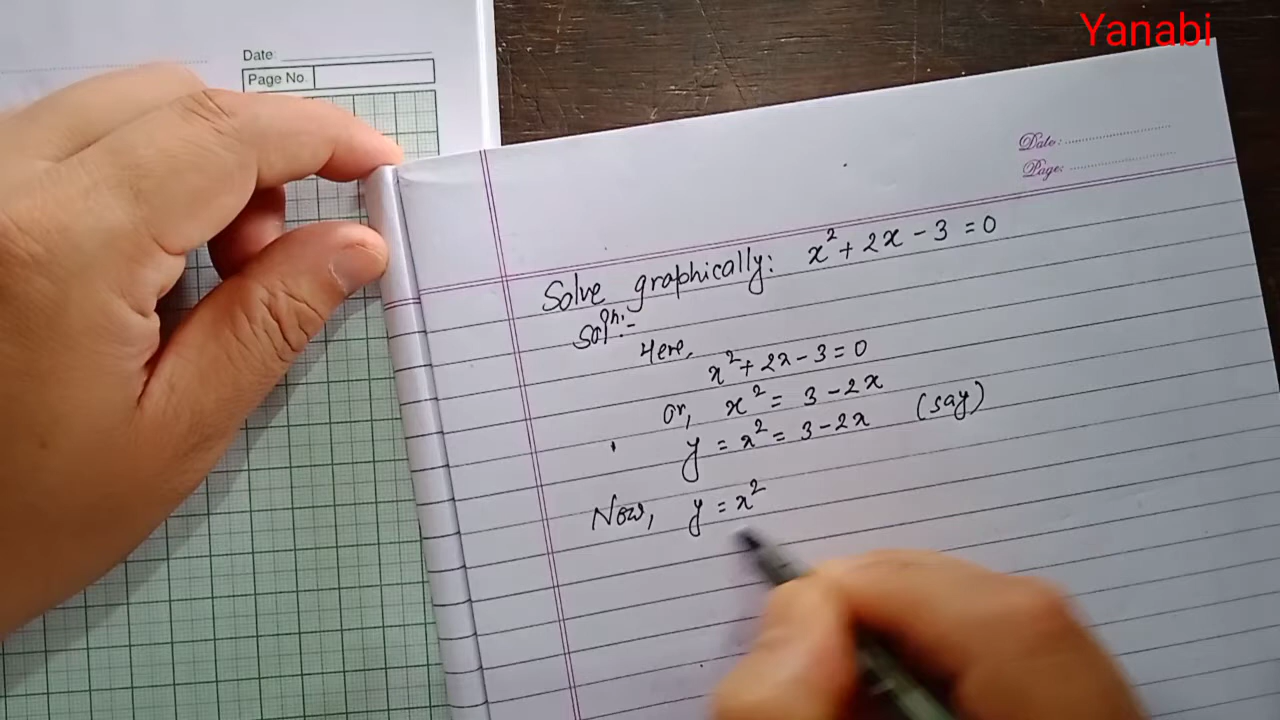 Yanabi
Date:
Page No.
Date:
Page:
Solve graphically: x² + 2x - 3 = 0
Solⁿ:-
Here,
x² + 2x - 3 = 0
or, x² = 3 - 2x
y = x² = 3 - 2x (say)
Now, y = x²